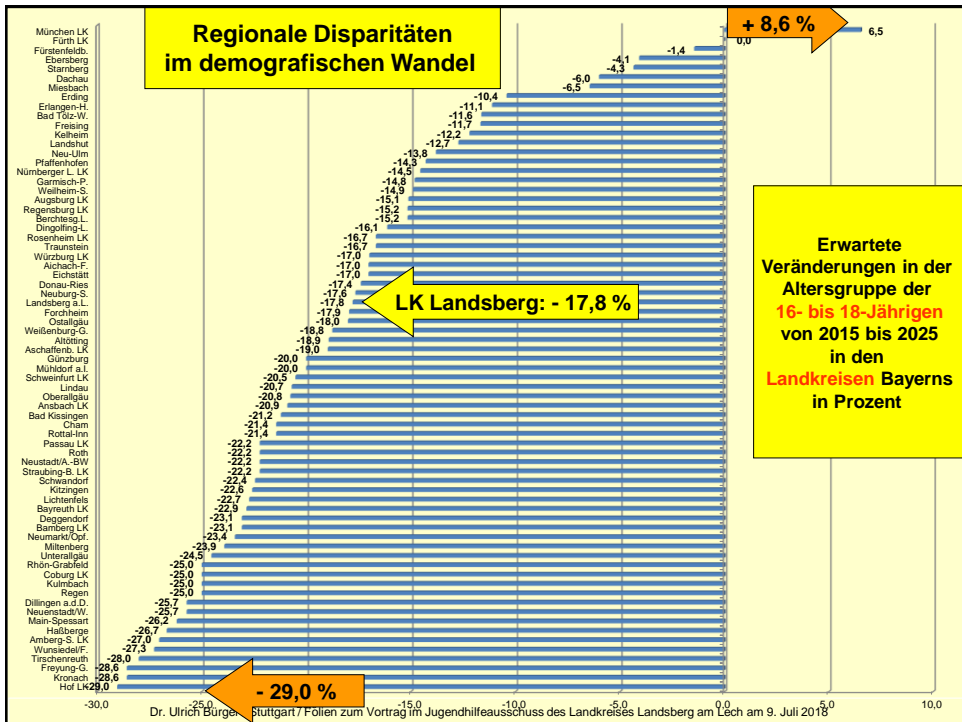 Regionale Disparitäten
im demografischen Wandel
+ 8,6 %
München LK 6,5
Fürth LK 0,0
Fürstenfeldb. -1,4
Ebersberg -4,1
Starnberg -4,3
Dachau -6,0
Miesbach -6,5
Erding -10,4
Erlangen-H. -11,1
Bad Tölz-W. -11,6
Freising -11,7
Kelheim -12,2
Landshut -12,7
Neu-Ulm -13,8
Pfaffenhofen -14,3
Nürnberger L. LK -14,5
Garmisch-P. -14,8
Weilheim-S. -14,9
Augsburg LK -15,1
Regensburg LK -15,2
Berchtesg.L. -15,2
Dingolfing-L. -16,1
Rosenheim LK -16,7
Traunstein -16,7
Würzburg LK -17,0
Aichach-F. -17,0
Eichstätt -17,0
Donau-Ries -17,4
Neuburg-S. -17,6
Landsberg a.L. -17,8
Forchheim -17,9
Ostallgäu -18,0
Weißenburg-G. -18,8
Altötting -18,9
Aschaffenb. LK -19,0
Günzburg -20,0
Mühldorf a.I. -20,0
Schweinfurt LK -20,5
Lindau -20,7
Oberallgäu -20,8
Ansbach LK -20,9
Bad Kissingen -21,2
Cham -21,4
Rottal-Inn -21,4
Passau LK -22,2
Roth -22,2
Neustadt/A.-BW -22,2
Straubing-B. LK -22,2
Schwandorf -22,4
Kitzingen -22,6
Lichtenfels -22,7
Bayreuth LK -22,9
Deggendorf -23,1
Bamberg LK -23,1
Neumarkt/Opf. -23,4
Miltenberg -23,9
Unterallgäu -24,5
Rhön-Grabfeld -25,0
Coburg LK -25,0
Kulmbach -25,0
Regen -25,0
Dillingen a.d.D. -25,7
Neuenstadt/W. -25,7
Main-Spessart -26,2
Haßberge -26,7
Amberg-S. LK -27,0
Wunsiedel/F. -27,3
Tirschenreuth -28,0
Freyung-G. -28,6
Kronach -28,6
Hof LK -29,0
LK Landsberg: - 17,8 %
Erwartete
Veränderungen in der
Altersgruppe der
16- bis 18-Jährigen
von 2015 bis 2025
in den
Landkreisen Bayerns
in Prozent
- 29,0 %
-30,0 -25,0 -20,0 -15,0 -10,0 -5,0 0,0 5,0 10,0
Dr. Ulrich Bürger Stuttgart / Folien zum Vortrag im Jugendhilfeausschuss des Landkreises Landsberg am Lech am 9. Juli 2018